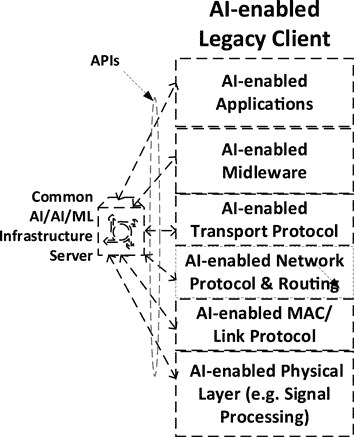 AI-enabled
Legacy Client
APIs
AI-enabled
Applications
AI-enabled
Midleware
Common
AI/AI/ML
Infrastructure
Server
AI-enabled
Transport Protocol
AI-enabled Network
Protocol & Routing
AI-enabled MAC/
Link Protocol
AI-enabled Physical
Layer (e.g. Signal
Processing)